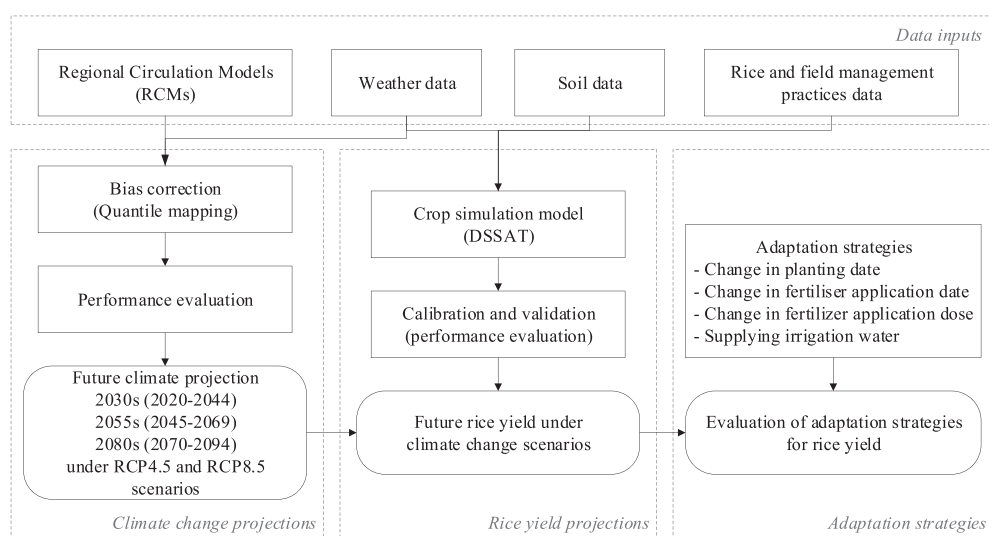 Data inputs
Regional Circulation Models
(RCMs)
Weather data
Soil data
Rice and field management
practices data
Bias correction
(Quantile mapping)
Performance evaluation
Future climate projection
2030s (2020-2044)
2055s (2045-2069)
2080s (2070-2094)
under RCP4.5 and RCP8.5
scenarios
Climate change projections
Crop simulation model
(DSSAT)
Calibration and validation
(performance evaluation)
Future rice yield under
climate change scenarios
Rice yield projections
Adaptation strategies
- Change in planting date
- Change in fertiliser application date
- Change in fertilizer application dose
- Supplying irrigation water
Evaluation of adaptation strategies
for rice yield
Adaptation strategies